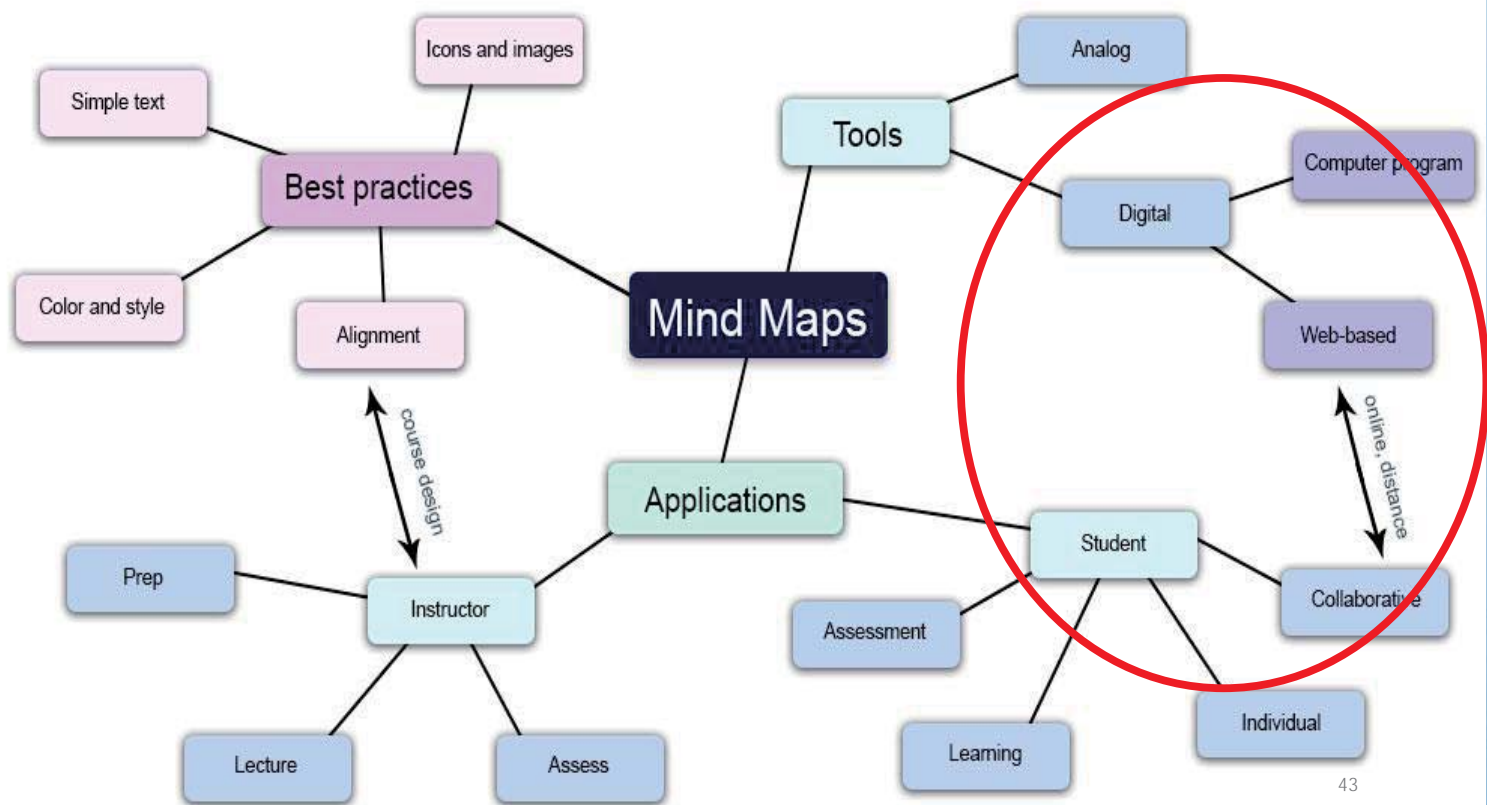 Icons and images
Analog
Simple text
Tools
Computer program
Best practices
Digital
Color and style
Mind Maps
Alignment
Web-based
course design
online, distance
Applications
Student
Prep
Instructor
Collaborative
Assessment
Individual
Learning
Lecture
Assess
43